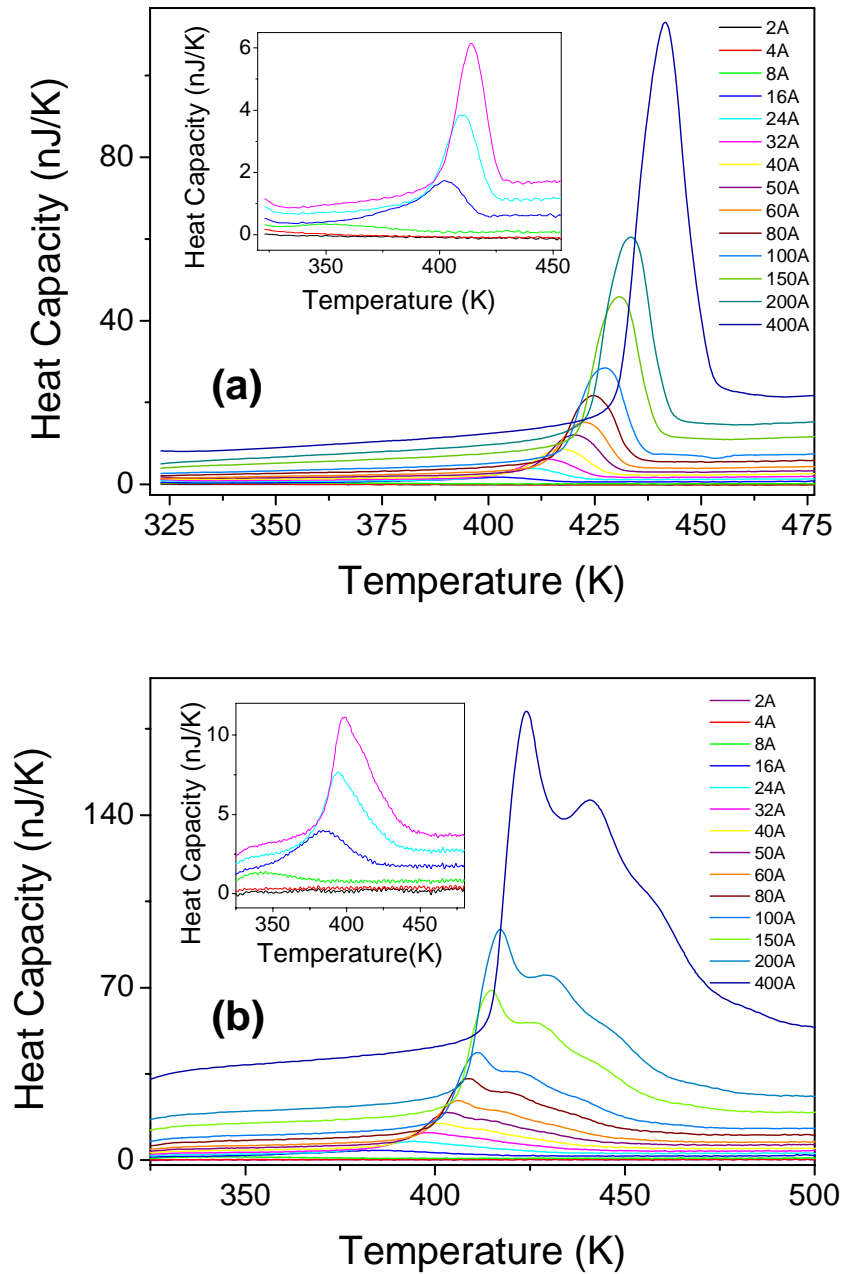 Heat Capacity (nJ/K)
80
40
0
325
350
375
400
425
450
475
Temperature (K)
(a)
Heat Capacity (nJ/K)
6
4
2
0
350
400
450
Temperature (K)
2A
4A
8A
16A
24A
32A
40A
50A
60A
80A
100A
150A
200A
400A
Heat Capacity (nJ/K)
140
70
0
350
400
450
500
Temperature (K)
(b)
Heat Capacity (nJ/K)
10
5
0
350
400
450
Temperature(K)
2A
4A
8A
16A
24A
32A
40A
50A
60A
80A
100A
150A
200A
400A